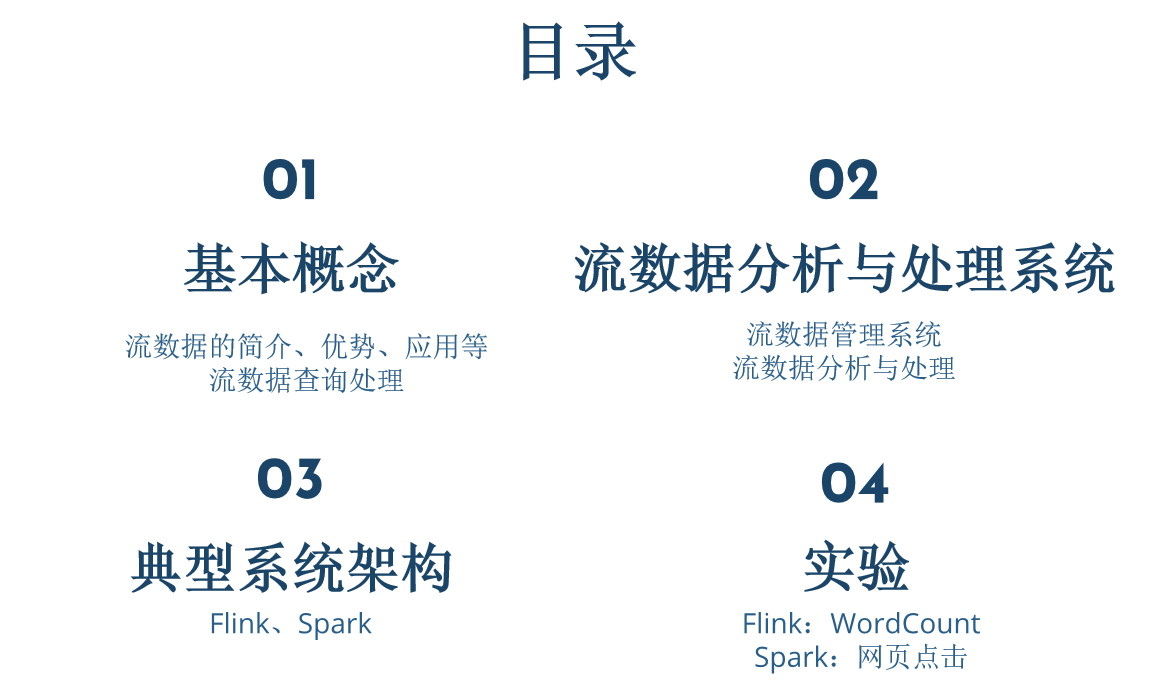 目录
01
基本概念
流数据的简介、优势、应用等
流数据查询处理
02
流数据分析与处理系统
流数据管理系统
流数据分析与处理
03
典型系统架构
Flink、Spark
04
实验
Flink：WordCount
Spark：网页点击